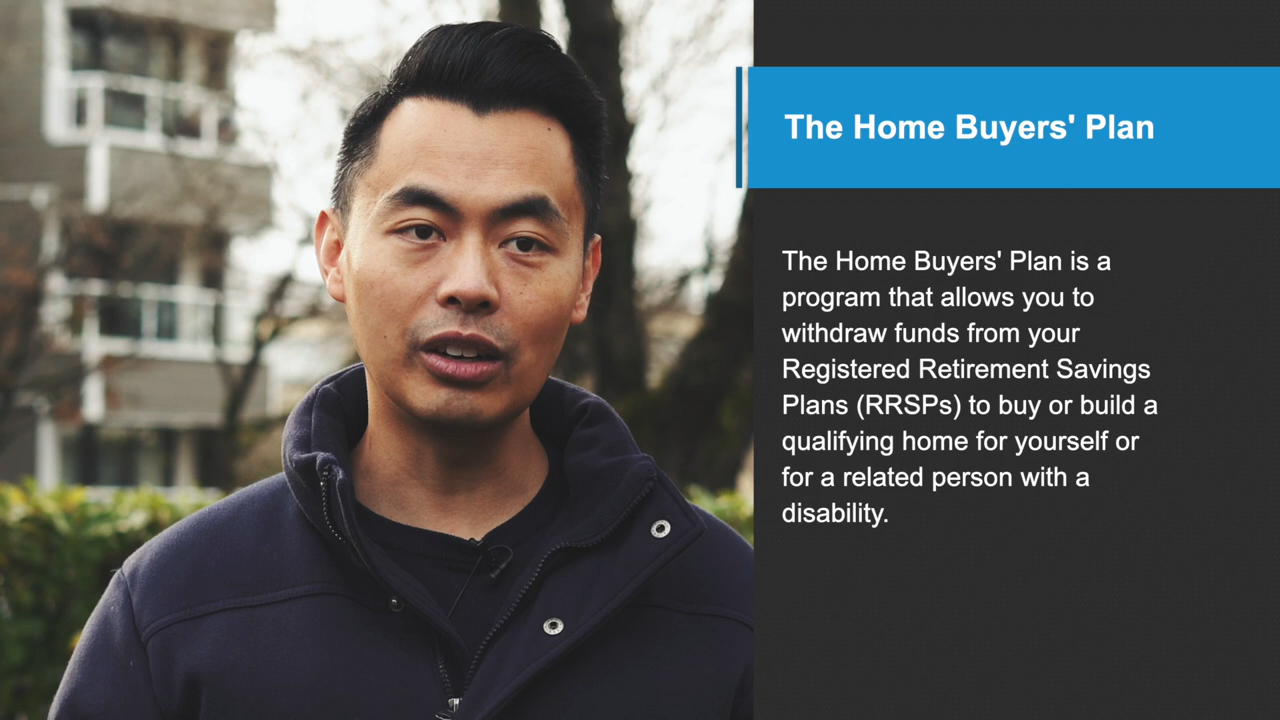 The Home Buyers' Plan
The Home Buyers' Plan is a
program that allows you to
withdraw funds from your
Registered Retirement Savings
Plans (RRSPs) to buy or build a
qualifying home for yourself or
for a related person with a
disability.